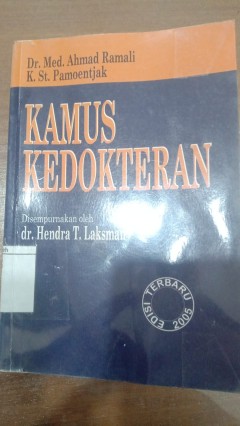 Dr. Med. Ahmad Ramali
K. St. Pamoentjak
KAMUS
KEDOKTERAN
Disempurnakan oleh
dr. Hendra T. Laksman
EDISI TERBARU
2005